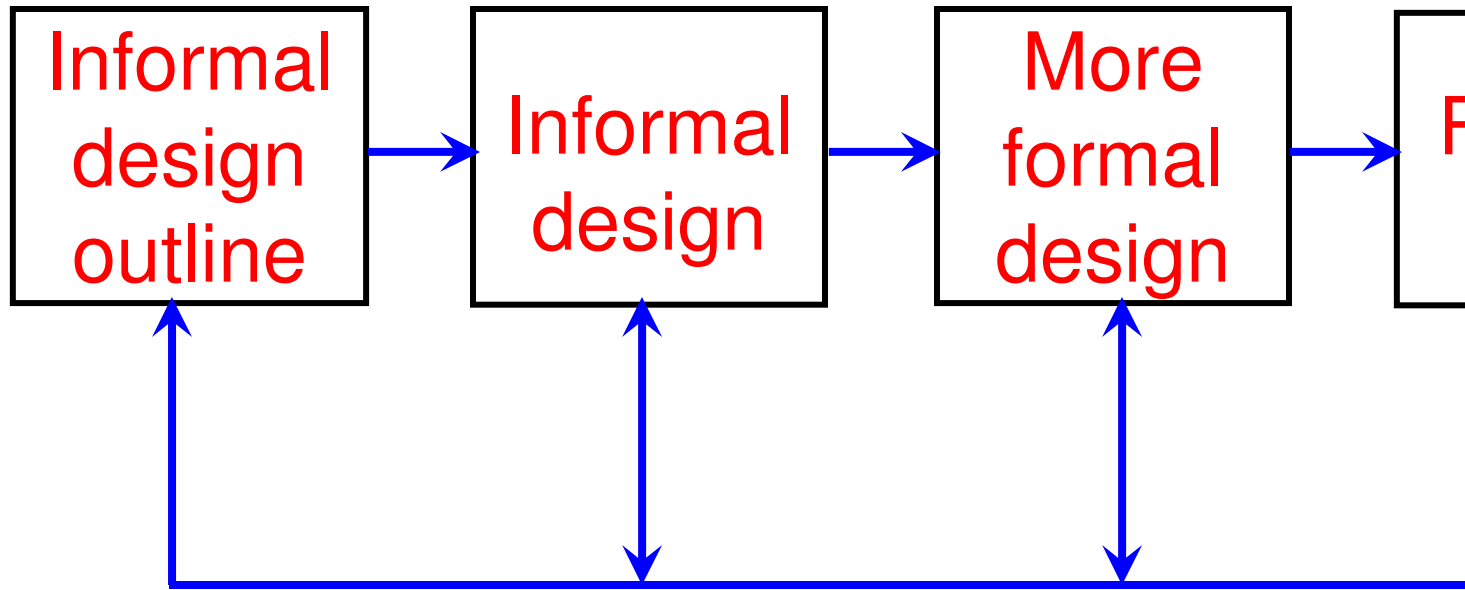 Informal
design
outline
Informal
design
More
formal
design